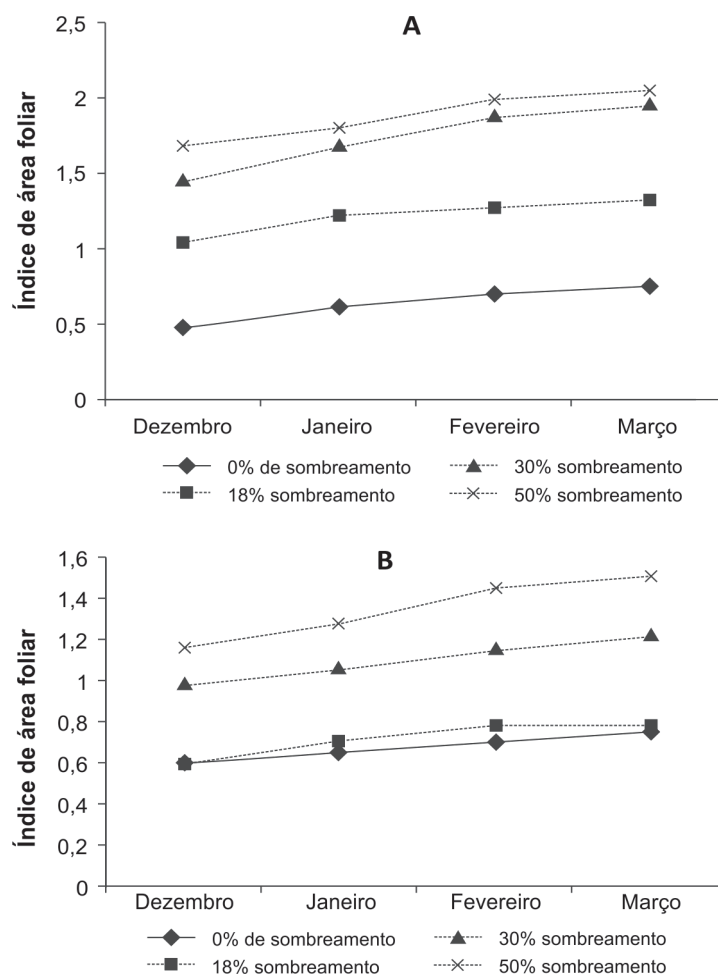 A
Índice de área foliar
2,5
2
1,5
1
0,5
0
Dezembro Janeiro Fevereiro Março
0% de sombreamento 30% sombreamento
18% sombreamento 50% sombreamento
B
Índice de área foliar
1,6
1,4
1,2
1
0,8
0,6
0,4
0,2
0
Dezembro Janeiro Fevereiro Março
0% de sombreamento 30% sombreamento
18% sombreamento 50% sombreamento